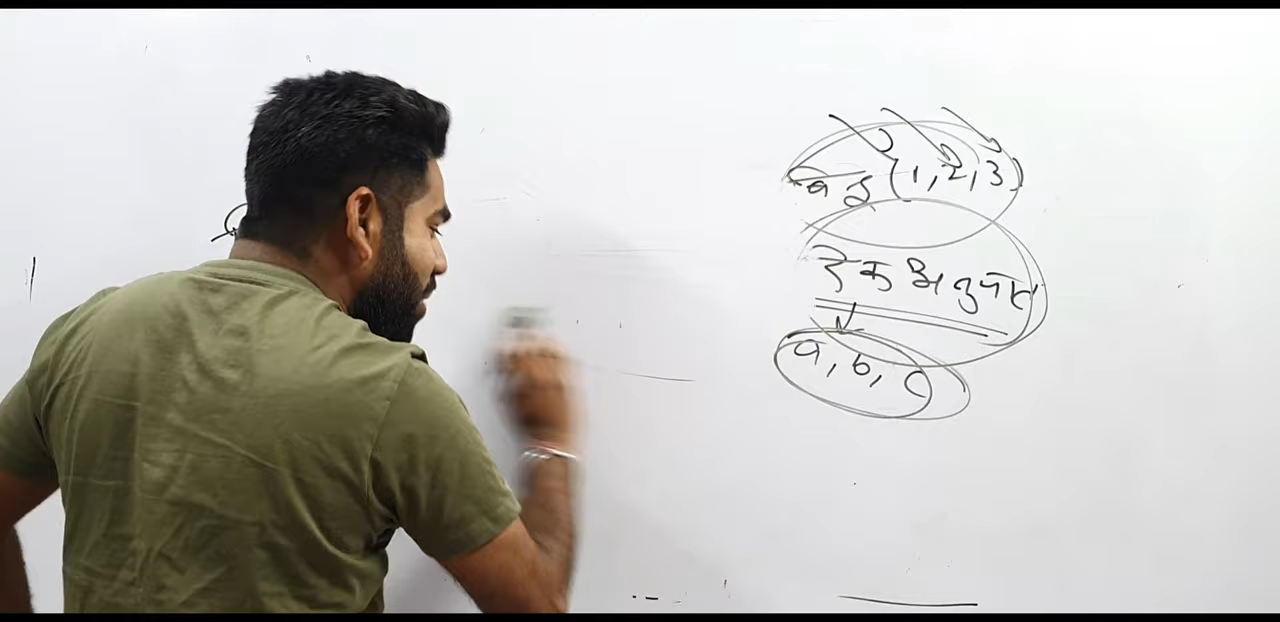 बिंदु (1,2,3)
दिक् अनुपात
a, b, c